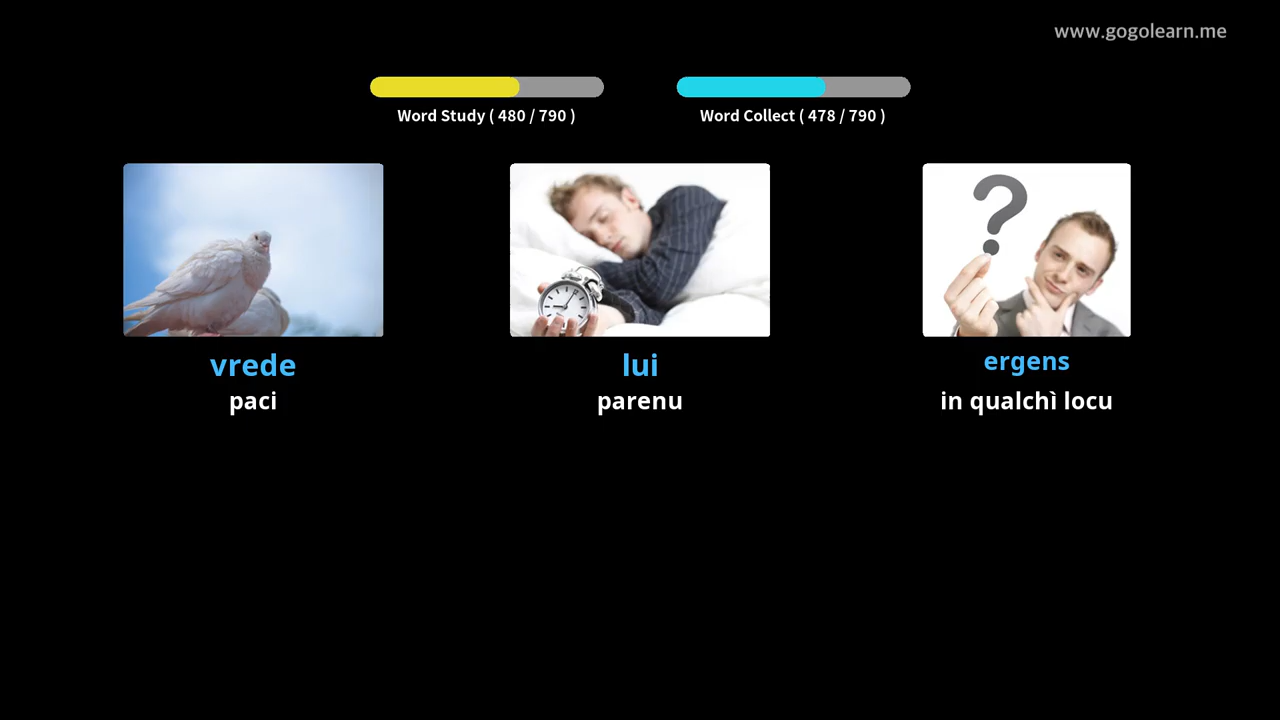 www.gogolearn.me
Word Study ( 480 / 790 )
Word Collect ( 478 / 790 )
vrede
lui
ergens
paci
parenu
in qualchì locu